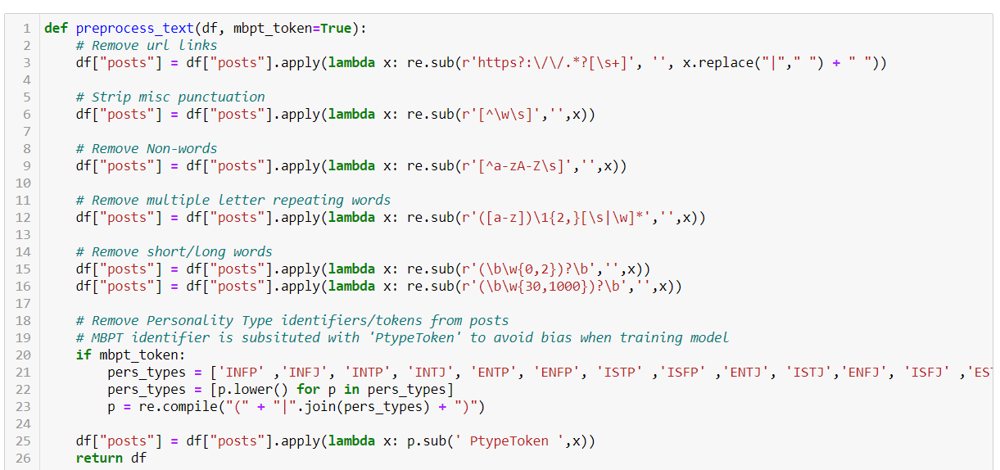 1 def preprocess_text(df, mbpt_token=True):
2     # Remove url links
3     df["posts"] = df["posts"].apply(lambda x: re.sub(r'https?:\/\/.*?[\s+]', '', x.replace("|"," ") + " "))
4
5     # Strip misc punctuation
6     df["posts"] = df["posts"].apply(lambda x: re.sub(r'[^\w\s]','',x))
7
8     # Remove Non-words
9     df["posts"] = df["posts"].apply(lambda x: re.sub(r'[^a-zA-Z\s]','',x))
10
11     # Remove multiple letter repeating words
12     df["posts"] = df["posts"].apply(lambda x: re.sub(r'([a-z])\1{2,}[\s|\w]*','',x))
13
14     # Remove short/long words
15     df["posts"] = df["posts"].apply(lambda x: re.sub(r'(\b\w{0,2})?\b','',x))
16     df["posts"] = df["posts"].apply(lambda x: re.sub(r'(\b\w{30,1000})?\b','',x))
17
18     # Remove Personality Type identifiers/tokens from posts
19     # MBPT identifier is subsituted with 'PtypeToken' to avoid bias when training model
20     if mbpt_token:
21         pers_types = ['INFP' ,'INFJ', 'INTP', 'INTJ', 'ENTP', 'ENFP', 'ISTP' ,'ISFP' ,'ENTJ', 'ISTJ','ENFJ', 'ISFJ' ,
22         pers_types = [p.lower() for p in pers_types]
23         p = re.compile("(" + "|".join(pers_types) + ")")
24
25     df["posts"] = df["posts"].apply(lambda x: p.sub(' PtypeToken ',x))
26     return df